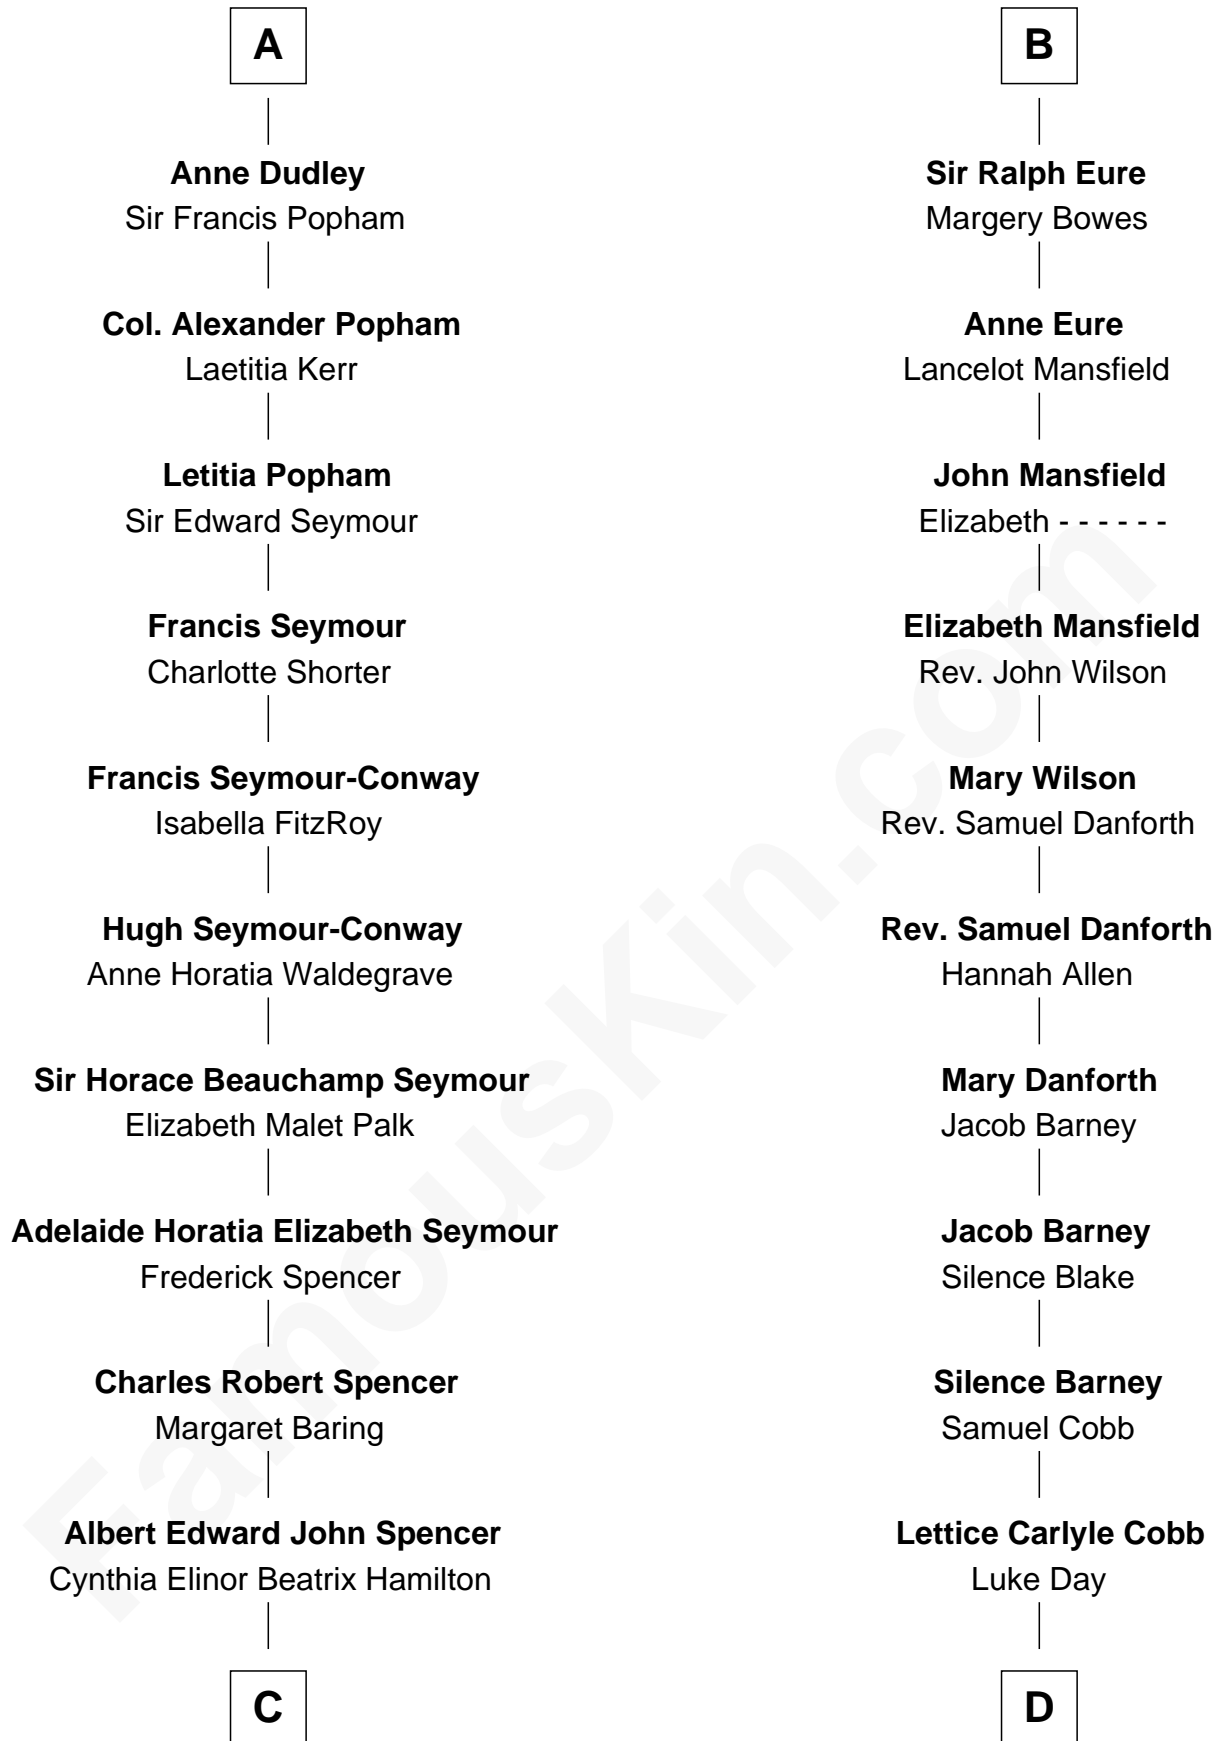 A
Anne Dudley
Sir Francis Popham
Col. Alexander Popham
Laetitia Kerr
Letitia Popham
Sir Edward Seymour
Francis Seymour
Charlotte Shorter
Francis Seymour-Conway
Isabella FitzRoy
Hugh Seymour-Conway
Anne Horatia Waldegrave
Sir Horace Beauchamp Seymour
Elizabeth Malet Palk
Adelaide Horatia Elizabeth Seymour
Frederick Spencer
Charles Robert Spencer
Margaret Baring
Albert Edward John Spencer
Cynthia Elinor Beatrix Hamilton
C
B
Sir Ralph Eure
Margery Bowes
Anne Eure
Lancelot Mansfield
John Mansfield
Elizabeth - - - - - -
Elizabeth Mansfield
Rev. John Wilson
Mary Wilson
Rev. Samuel Danforth
Rev. Samuel Danforth
Hannah Allen
Mary Danforth
Jacob Barney
Jacob Barney
Silence Blake
Silence Barney
Samuel Cobb
Lettice Carlyle Cobb
Luke Day
D
FamousKin.com